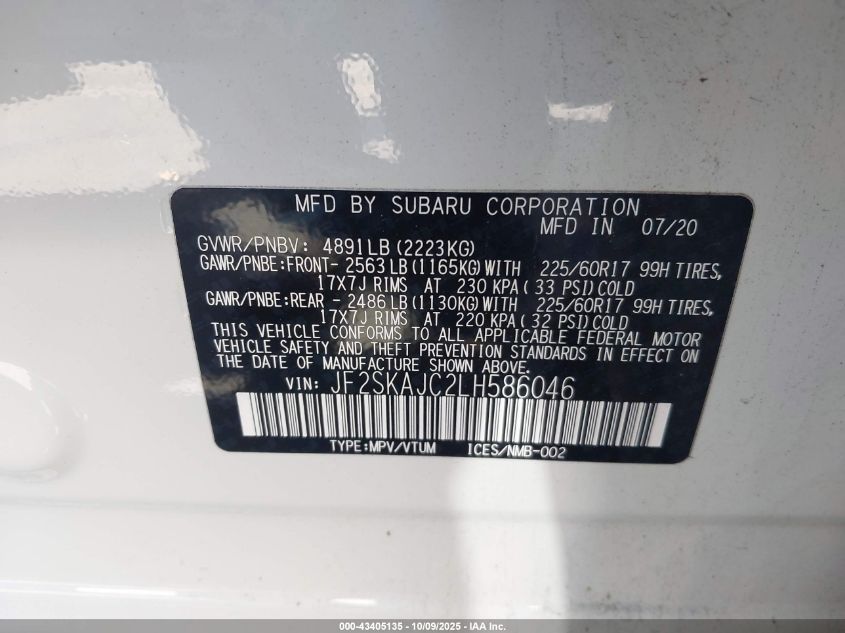 MFD BY SUBARU CORPORATION
MFD IN 07/20
GVWR/PNBV: 4891LB (2223KG)
GAWR/PNBE:FRONT- 2563 LB (1165KG) WITH 225/60R17 99H TIRES,
17X7J RIMS AT 230 KPA ( 33 PSI) COLD
GAWR/PNBE:REAR - 2486 LB (1130KG) WITH 225/60R17 99H TIRES,
17X7J RIMS AT 220 KPA ( 32 PSI) COLD
THIS VEHICLE CONFORMS TO ALL APPLICABLE FEDERAL MOTOR
VEHICLE SAFETY AND THEFT PREVENTION STANDARDS IN EFFECT ON
THE DATE OF MANUFACTURE SHOWN ABOVE.
VIN: JF2SKAJC2LH586046
TYPE:MPV/VTUM ICES/NMB-002
000-43405135 - 10/09/2025 - IAA Inc.